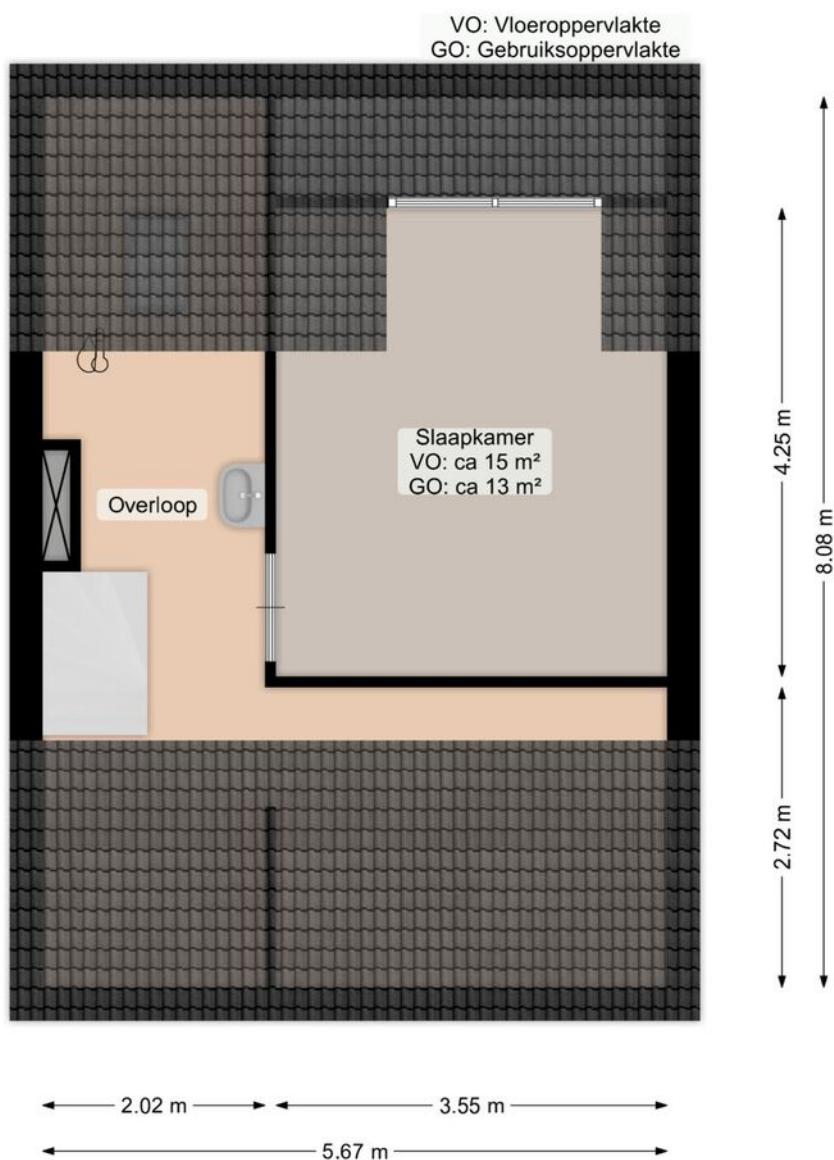 VO: Vloeroppervlakte
GO: Gebruiksoppervlakte
Slaapkamer
VO: ca 15 m²
GO: ca 13 m²
Overloop
4.25 m
8.08 m
2.72 m
2.02 m
3.55 m
5.67 m